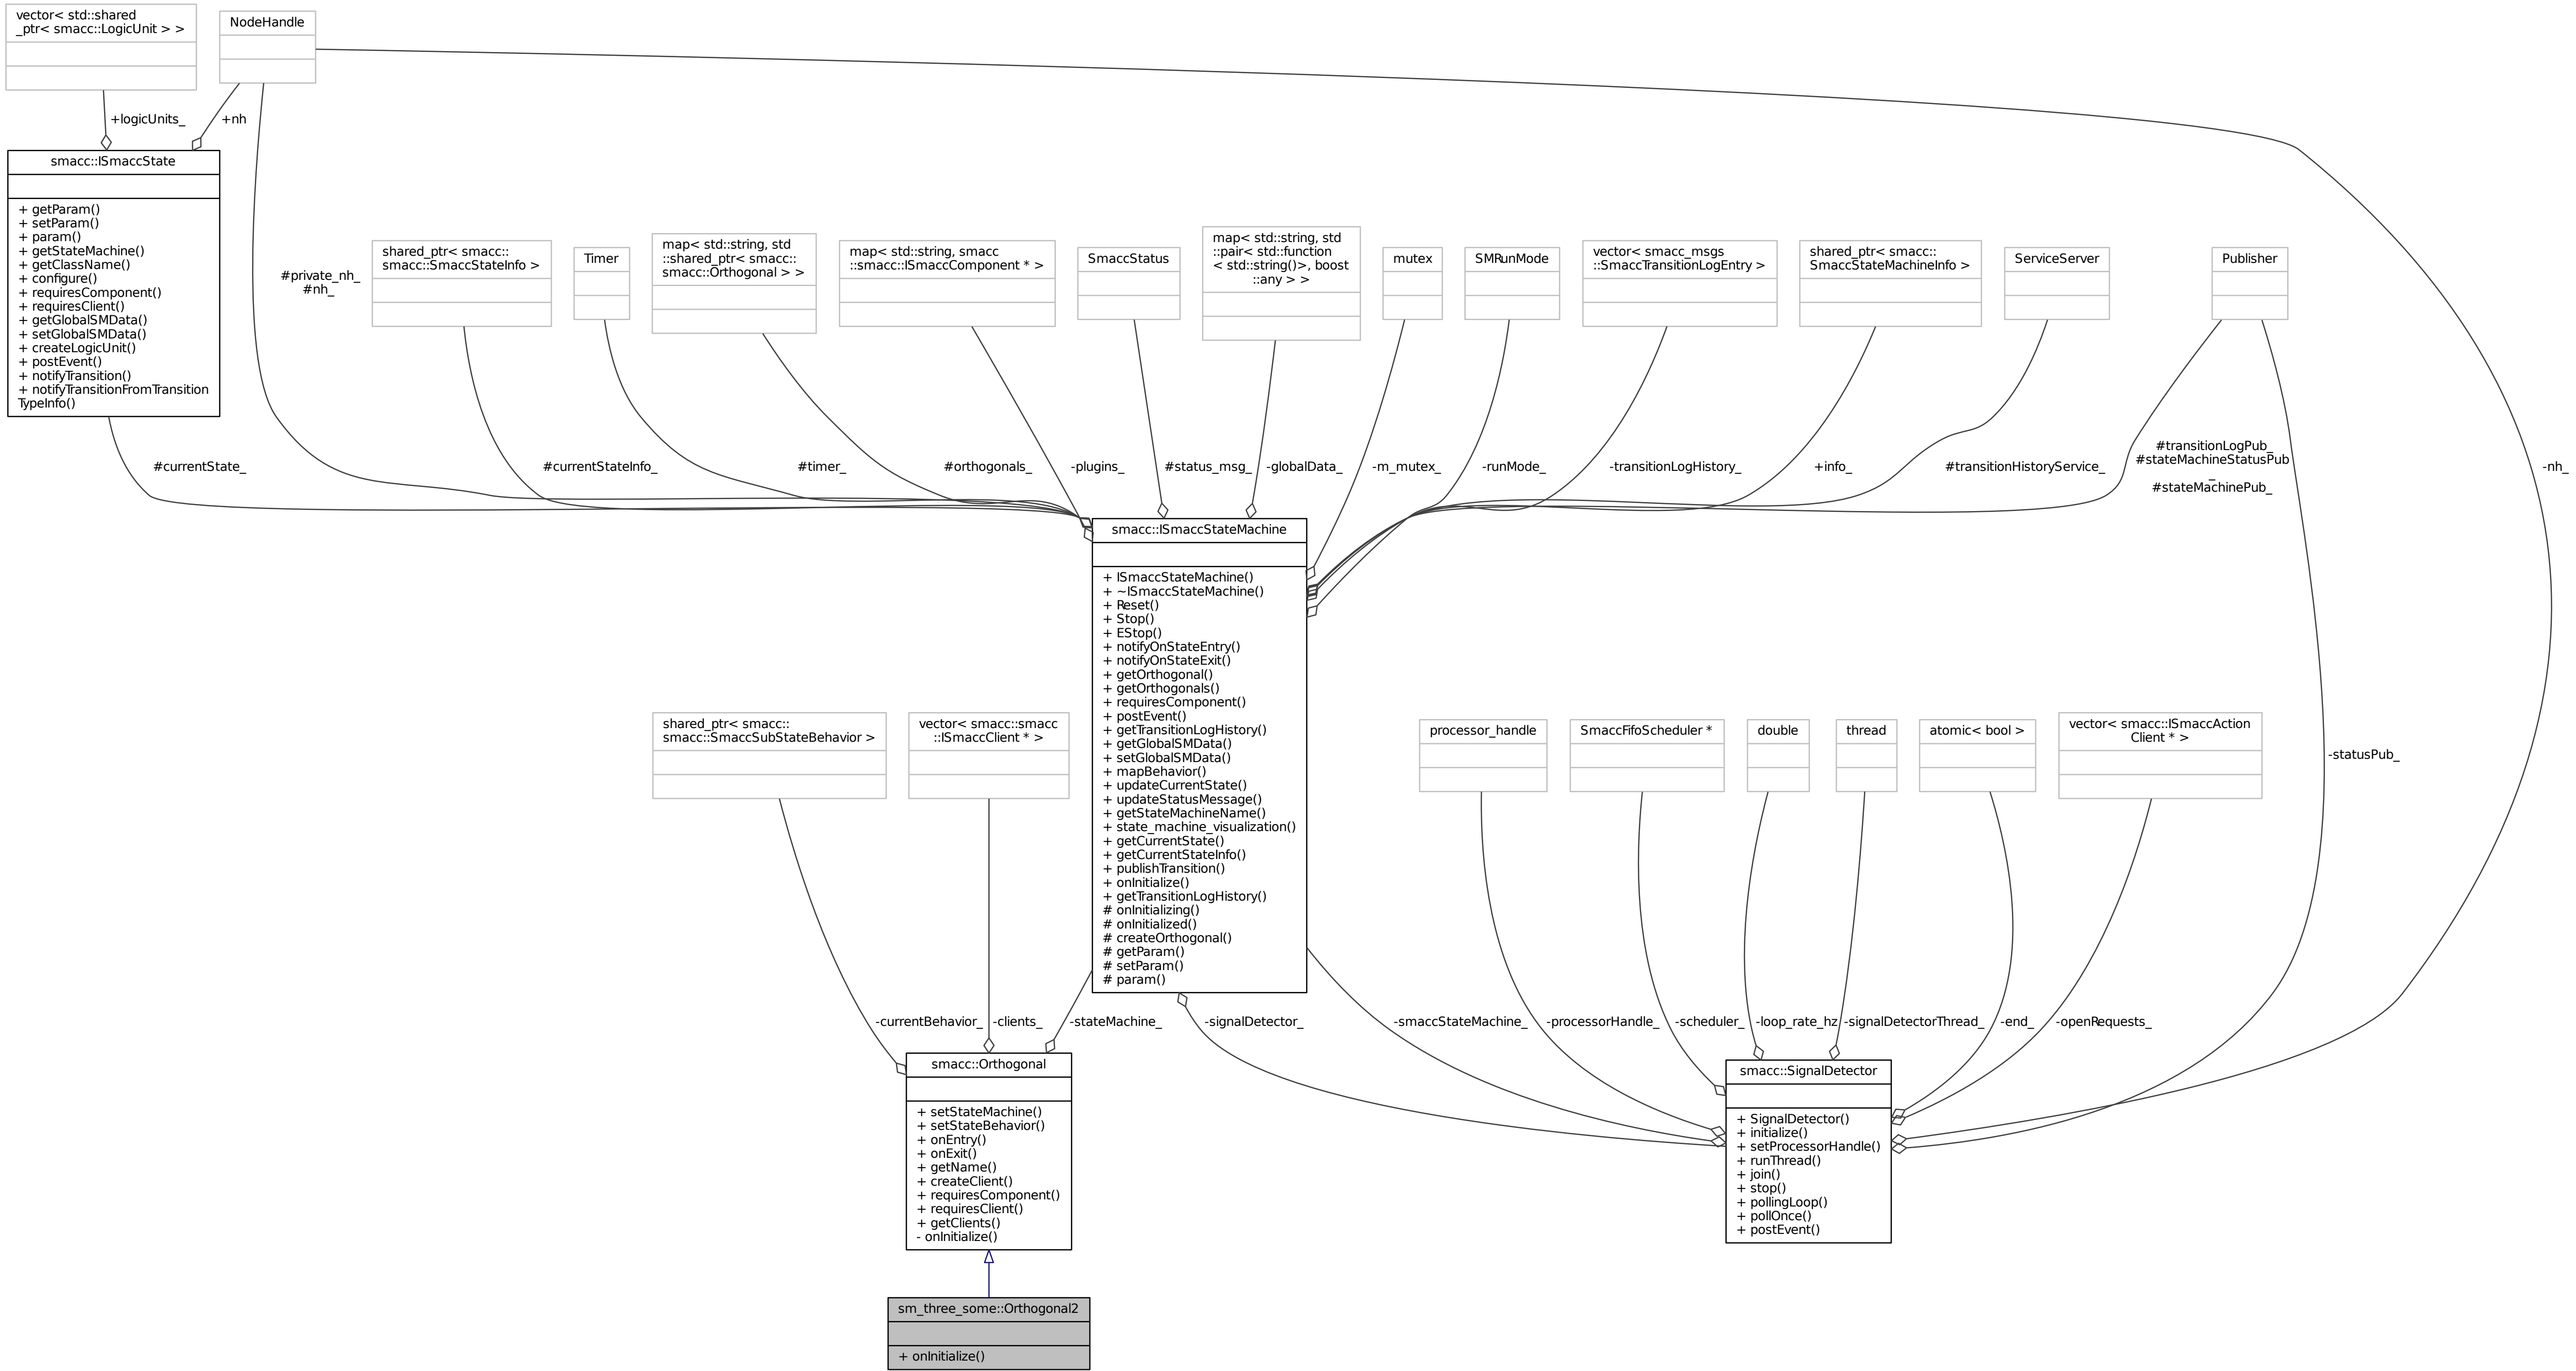 vector< std::shared
_ptr< smacc::LogicUnit > >
NodeHandle
+logicUnits_
+nh
smacc::ISmaccState
+ getParam()
+ setParam()
+ param()
+ getStateMachine()
+ getClassName()
+ configure()
+ requiresComponent()
+ requiresClient()
+ getGlobalSMData()
+ setGlobalSMData()
+ createLogicUnit()
+ postEvent()
+ notifyTransition()
+ notifyTransitionFromTransition
TypeInfo()
#private_nh_
#nh_
shared_ptr< smacc::
smacc::SmaccStateInfo >
Timer
map< std::string, std
::shared_ptr< smacc::
smacc::Orthogonal > >
map< std::string, smacc
::smacc::ISmaccComponent * >
SmaccStatus
map< std::string, std
::pair< std::function
< std::string()>, boost
::any > >
mutex
SMRunMode
vector< smacc_msgs
::SmaccTransitionLogEntry >
shared_ptr< smacc::
SmaccStateMachineInfo >
ServiceServer
Publisher
#currentState_
#currentStateInfo_
#timer_
#orthogonals_
-plugins_
#status_msg_
-globalData_
-m_mutex_
-runMode_
-transitionLogHistory_
+info_
#transitionHistoryService_
#transitionLogPub_
#stateMachineStatusPub
_
#stateMachinePub_
-nh_
smacc::ISmaccStateMachine
+ ISmaccStateMachine()
+ ~ISmaccStateMachine()
+ Reset()
+ Stop()
+ EStop()
+ notifyOnStateEntry()
+ notifyOnStateExit()
+ getOrthogonal()
+ getOrthogonals()
+ requiresComponent()
+ postEvent()
+ getTransitionLogHistory()
+ getGlobalSMData()
+ setGlobalSMData()
+ mapBehavior()
+ updateCurrentState()
+ updateStatusMessage()
+ getStateMachineName()
+ state_machine_visualization()
+ getCurrentState()
+ getCurrentStateInfo()
+ publishTransition()
+ onInitialize()
+ getTransitionLogHistory()
# onInitializing()
# onInitialized()
# createOrthogonal()
# getParam()
# setParam()
# param()
shared_ptr< smacc::
smacc::SmaccSubStateBehavior >
vector< smacc::smacc
::ISmaccClient * >
processor_handle
SmaccFifoScheduler *
double
thread
atomic< bool >
vector< smacc::ISmaccAction
Client * >
-statusPub_
-currentBehavior_
-clients_
-stateMachine_
-signalDetector_
-smaccStateMachine_
-processorHandle_
-scheduler_
-loop_rate_hz
-signalDetectorThread_
-end_
-openRequests_
smacc::Orthogonal
+ setStateMachine()
+ setStateBehavior()
+ onEntry()
+ onExit()
+ getName()
+ createClient()
+ requiresComponent()
+ requiresClient()
+ getClients()
- onInitialize()
smacc::SignalDetector
+ SignalDetector()
+ initialize()
+ setProcessorHandle()
+ runThread()
+ join()
+ stop()
+ pollingLoop()
+ pollOnce()
+ postEvent()
sm_three_some::Orthogonal2
+ onInitialize()